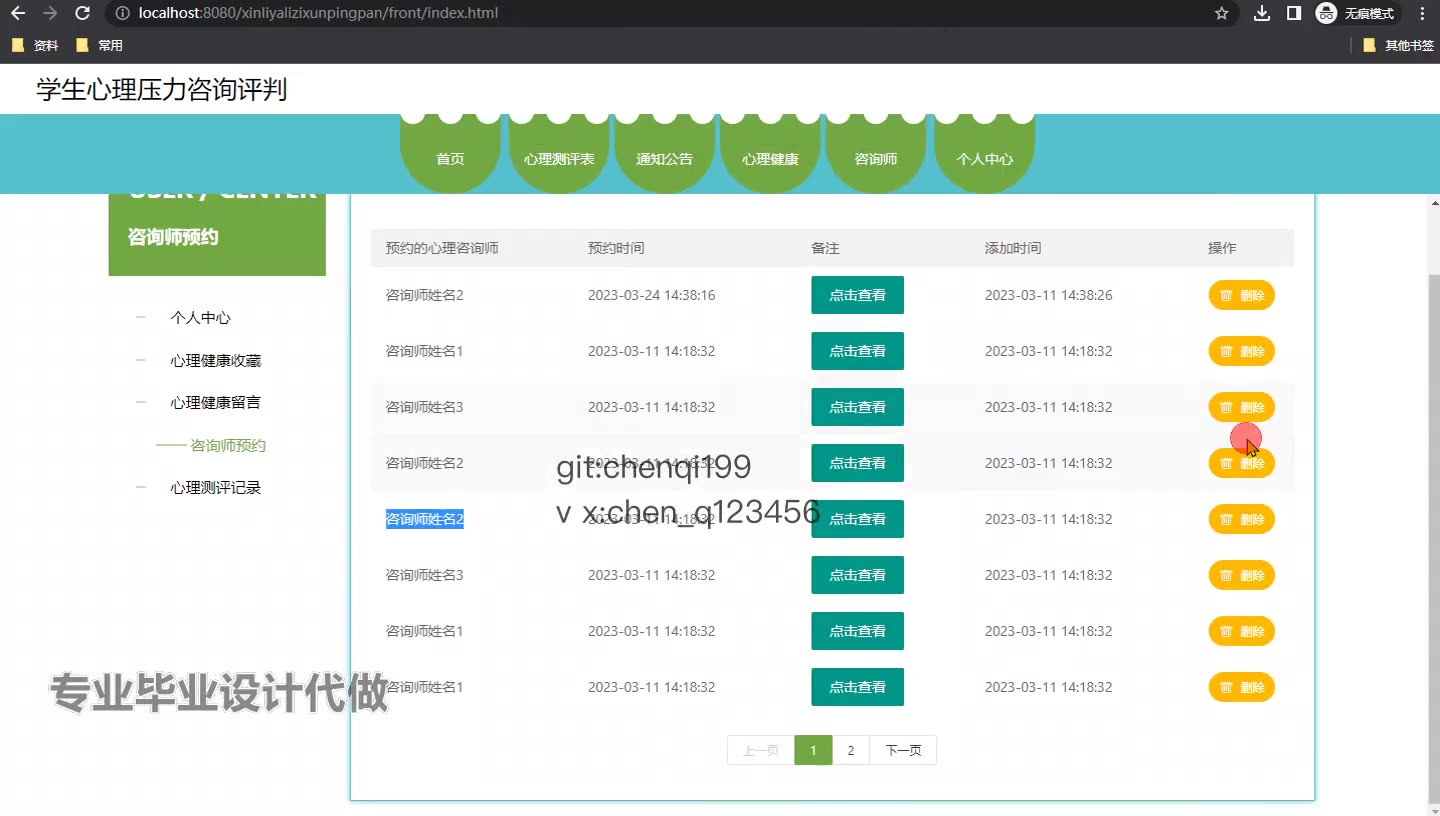 localhost:8080/xinliyalizixunpingpan/front/index.html
无痕模式
资料
常用
其他书签
学生心理压力咨询评判
首页
心理测评表
通知公告
心理健康
咨询师
个人中心
USER / CENTER
咨询师预约
个人中心
心理健康收藏
心理健康留言
咨询师预约
心理测评记录
预约的心理咨询师 预约时间 备注 添加时间 操作
咨询师姓名2 2023-03-24 14:38:16 点击查看 2023-03-11 14:38:26 删除
咨询师姓名1 2023-03-11 14:18:32 点击查看 2023-03-11 14:18:32 删除
咨询师姓名3 2023-03-11 14:18:32 点击查看 2023-03-11 14:18:32 删除
咨询师姓名2 2023-03-11 14:18:32 点击查看 2023-03-11 14:18:32 删除
git:chenqi199
v x:chen_q123456
咨询师姓名2 2023-03-11 14:18:32 点击查看 2023-03-11 14:18:32 删除
咨询师姓名3 2023-03-11 14:18:32 点击查看 2023-03-11 14:18:32 删除
咨询师姓名1 2023-03-11 14:18:32 点击查看 2023-03-11 14:18:32 删除
咨询师姓名1 2023-03-11 14:18:32 点击查看 2023-03-11 14:18:32 删除
专业毕业设计代做
上一页 1 2 下一页